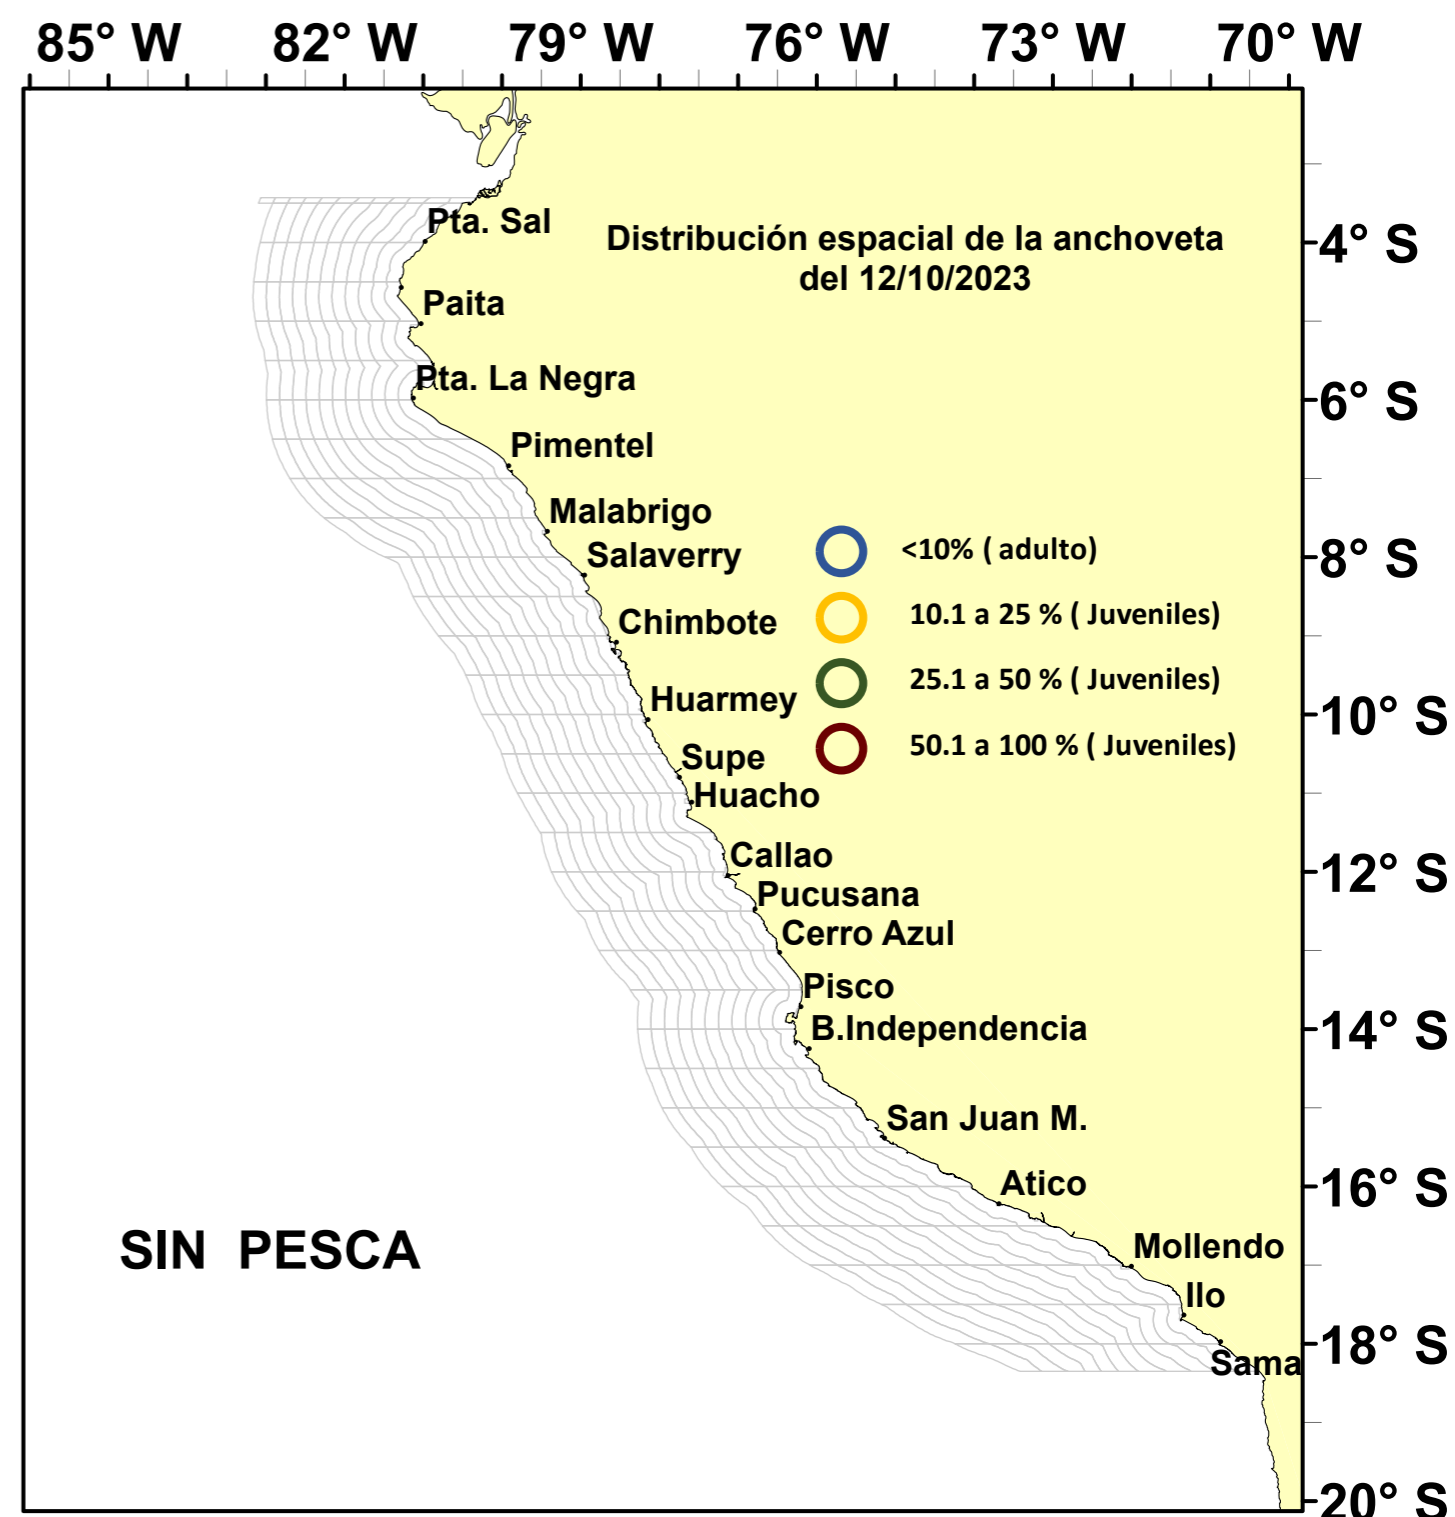 85° W 82° W 79° W 76° W 73° W 70° W
Pta. Sal
Distribución espacial de la anchoveta
del 12/10/2023
4° S
Paita
Pta. La Negra
6° S
Pimentel
Malabrigo
Salaverry
<10% ( adulto)
8° S
Chimbote
10.1 a 25 % ( Juveniles)
25.1 a 50 % ( Juveniles)
Huarmey
10° S
50.1 a 100 % ( Juveniles)
Supe
Huacho
Callao
12° S
Pucusana
Cerro Azul
Pisco
B.Independencia
14° S
San Juan M.
Atico
16° S
SIN PESCA
Mollendo
Ilo
18° S
Sama
20° S